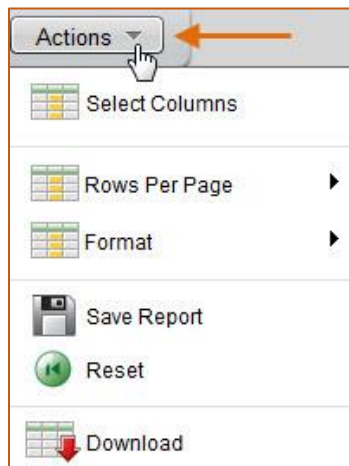 Actions
Select Columns
Rows Per Page
Format
Save Report
Reset
Download